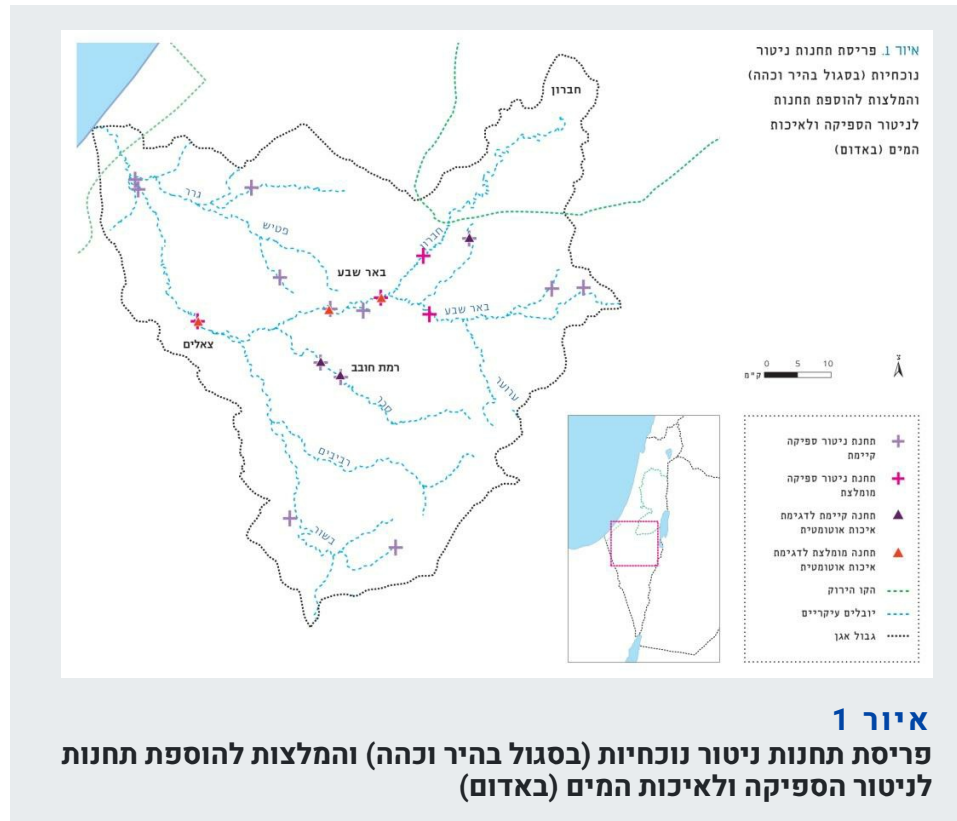 איור 1. פריסת תחנות ניטור
נוכחיות (בסגול בהיר וכהה)
והמלצות להוספת תחנות
לניטור הספיקה ולאיכות
המים (באדום)
חברון
גרר
פטיש
חברון
באר שבע
באר שבע
צאלים
רמת חובב
סכר
ערוער
רביבים
בשור
0 5 10
ק"מ
צ
תחנת ניטור ספיקה
קיימת
תחנת ניטור ספיקה
מומלצת
תחנה קיימת לדגימת
איכות אוטומטית
תחנה מומלצת לדגימת
איכות אוטומטית
הקו הירוק
יובלים עיקריים
גבול אגן
איור 1
פריסת תחנות ניטור נוכחיות (בסגול בהיר וכהה) והמלצות להוספת תחנות
לניטור הספיקה ולאיכות המים (באדום)